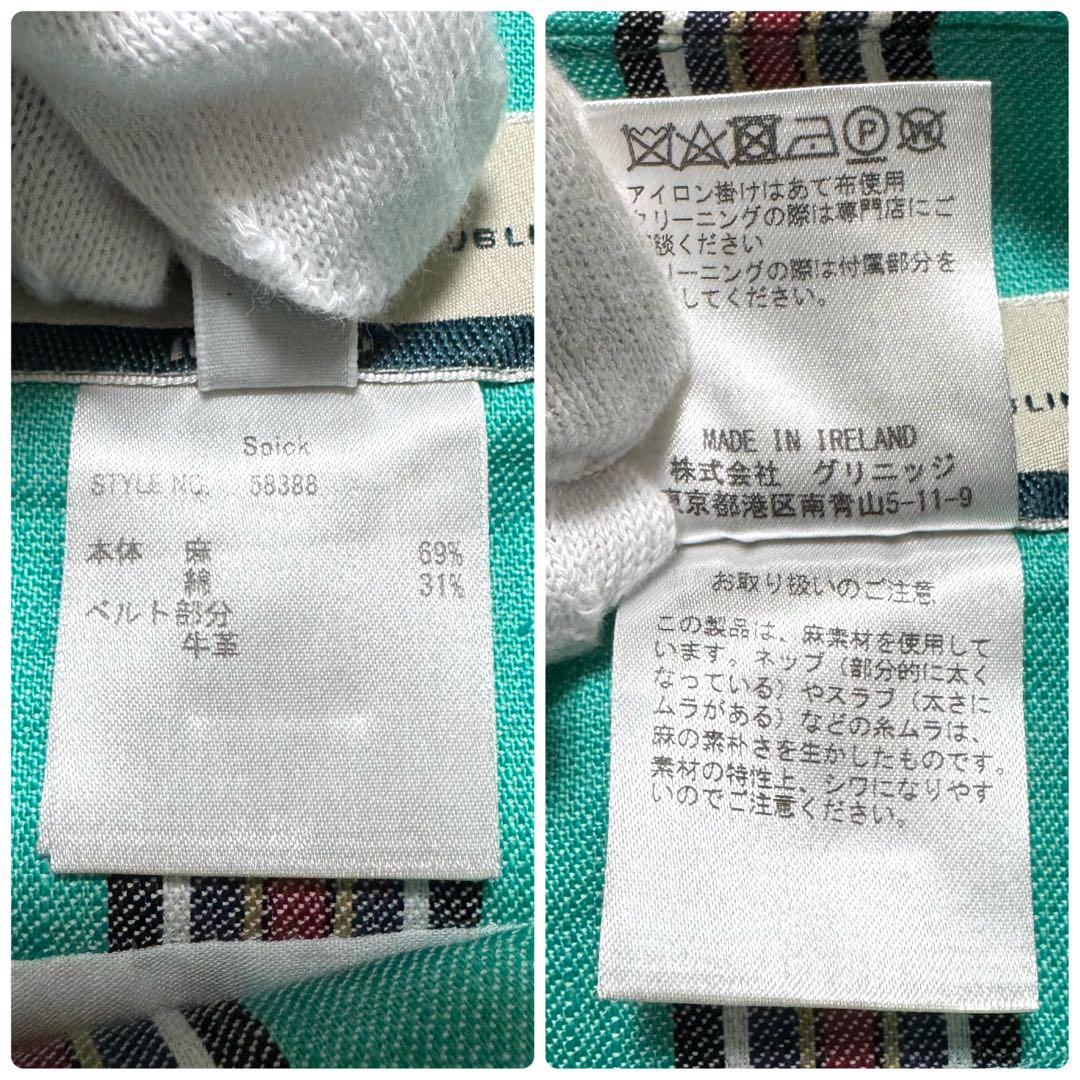 Spick
STYLE NO. 58388
本体 麻 69%
綿 31%
ベルト部分
牛革
P
W
アイロン掛けはあて布使用
クリーニングの際は専門店にご
談ください
リーニングの際は付属部分を
してください。
MADE IN IRELAND
株式会社 グリニッジ
東京都港区南青山5-11-9
お取り扱いのご注意
この製品は、麻素材を使用して
います。ネップ（部分的に太く
なっている）やスラブ（太さに
ムラがある）などの糸ムラは、
麻の素朴さを生かしたものです。
素材の特性上、シワになりやす
いのでご注意ください。